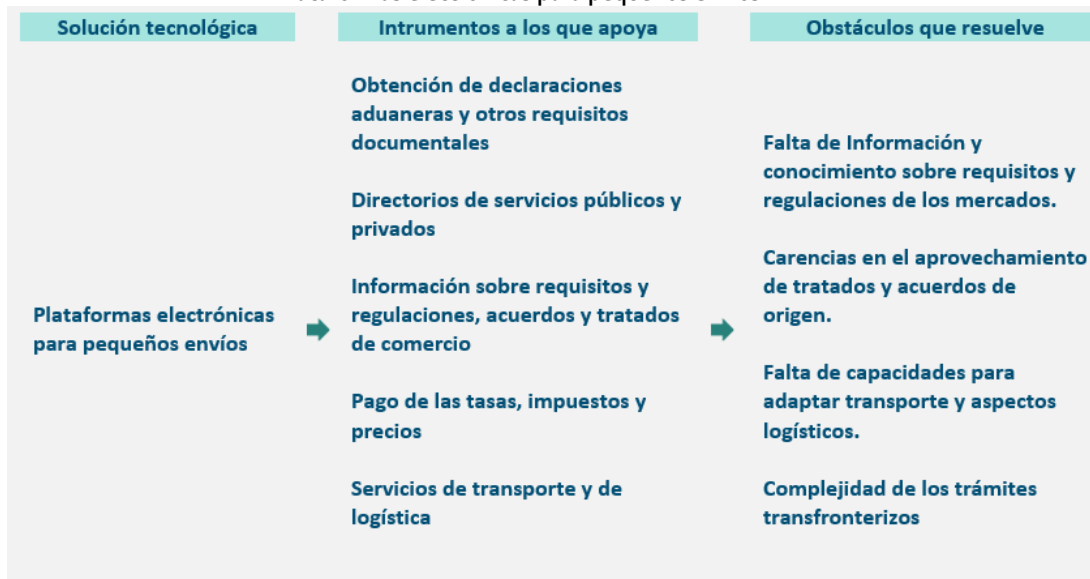 Solución tecnológica
Intrumentos a los que apoya
Obstáculos que resuelve
Plataformas electrónicas
para pequeños envíos
Obtención de declaraciones
aduaneras y otros requisitos
documentales
Directorios de servicios públicos y
privados
Información sobre requisitos y
regulaciones, acuerdos y tratados
de comercio
Pago de las tasas, impuestos y
precios
Servicios de transporte y de
logística
Falta de Información y
conocimiento sobre requisitos y
regulaciones de los mercados.
Carencias en el aprovechamiento
de tratados y acuerdos de
origen.
Falta de capacidades para
adaptar transporte y aspectos
logísticos.
Complejidad de los trámites
transfronterizos